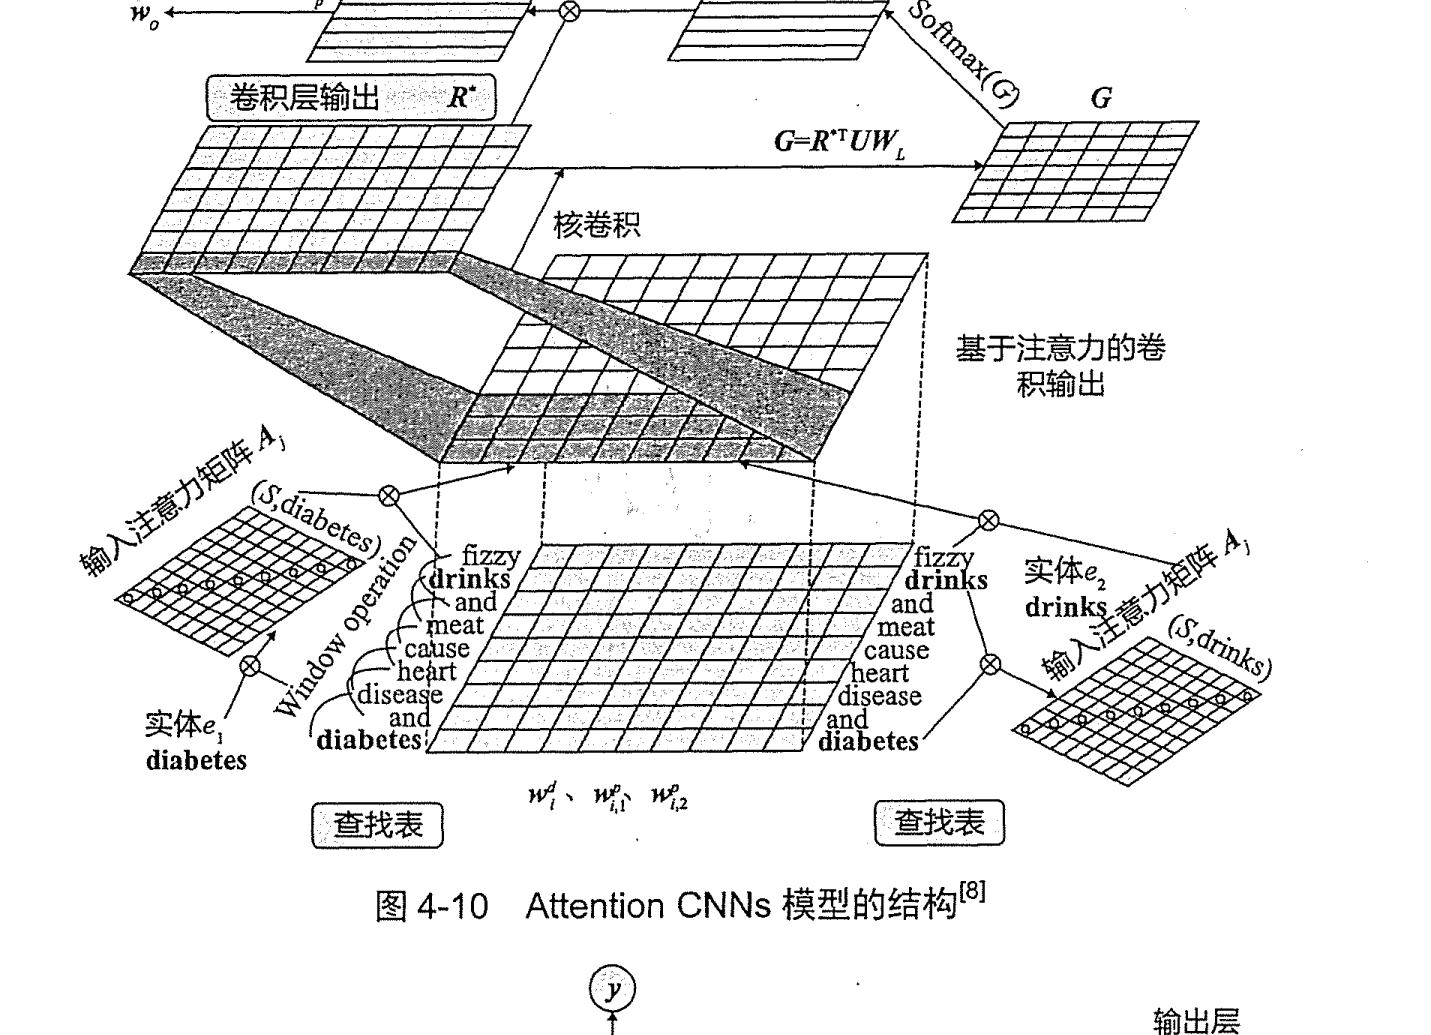 w_o
p
Softmax(G)
卷积层输出 R*
G
G=R*ᵀUW_L
核卷积
基于注意力的卷
积输出
输入注意力矩阵 A_j
(S,diabetes)
Window operation
实体e₁
diabetes
fizzy
drinks
and
meat
cause
heart
disease
and
diabetes
fizzy
drinks
and
meat
cause
heart
disease
and
diabetes
实体e₂
drinks
输入注意力矩阵 A_j
(S,drinks)
w_i^d 、 w_{i,1}^p、 w_{i,2}^p
查找表
查找表
图 4-10 Attention CNNs 模型的结构[8]
y
输出层